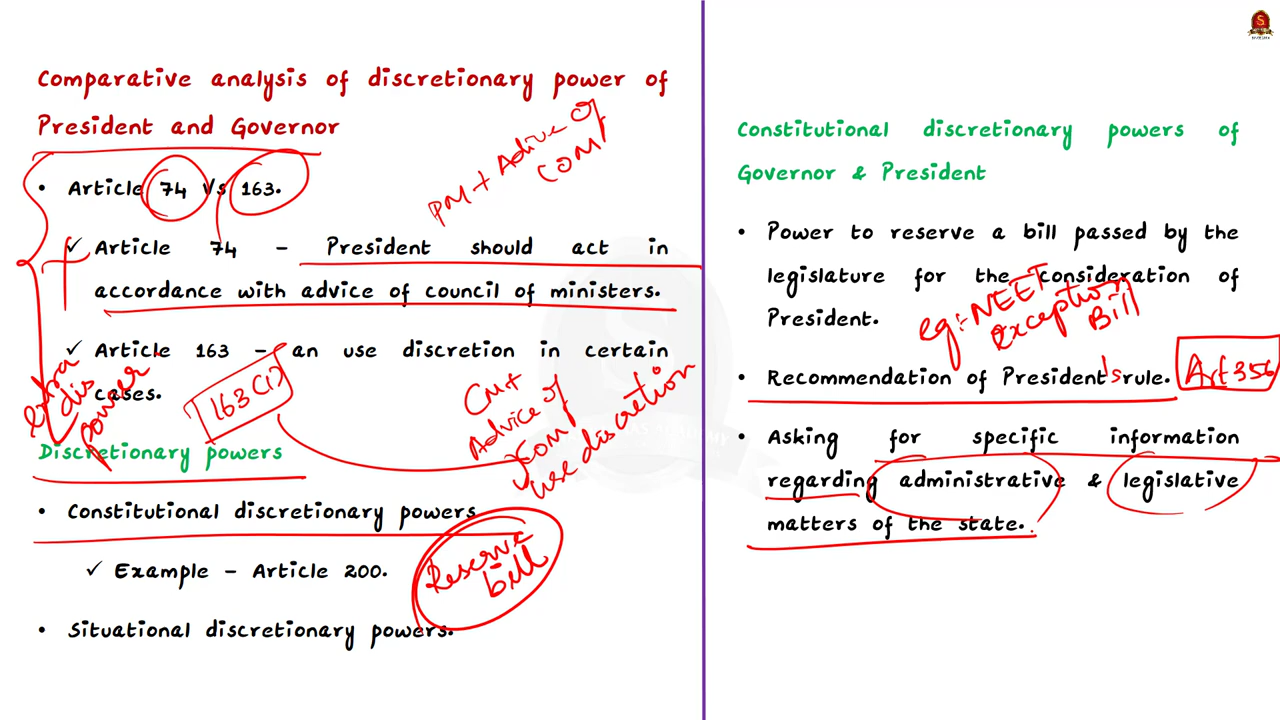 Comparative analysis of discretionary power of
President and Governor
• Article 74 Vs 163.
✓ Article 74 – President should act in
accordance with advice of council of ministers.
✓ Article 163 – an use discretion in certain
cases.
Discretionary powers
• Constitutional discretionary powers
✓ Example – Article 200.
• Situational discretionary powers.
PM + Advice of
COM
163(1)
extra
dis
power
CM +
Advice of
COM
use discretion
Reserve
bill
Constitutional discretionary powers of
Governor & President
• Power to reserve a bill passed by the
legislature for the consideration of
President.
eg:- NEET
exception
Bill
• Recommendation of President's rule. Art 356
• Asking for specific information
regarding administrative & legislative
matters of the state.